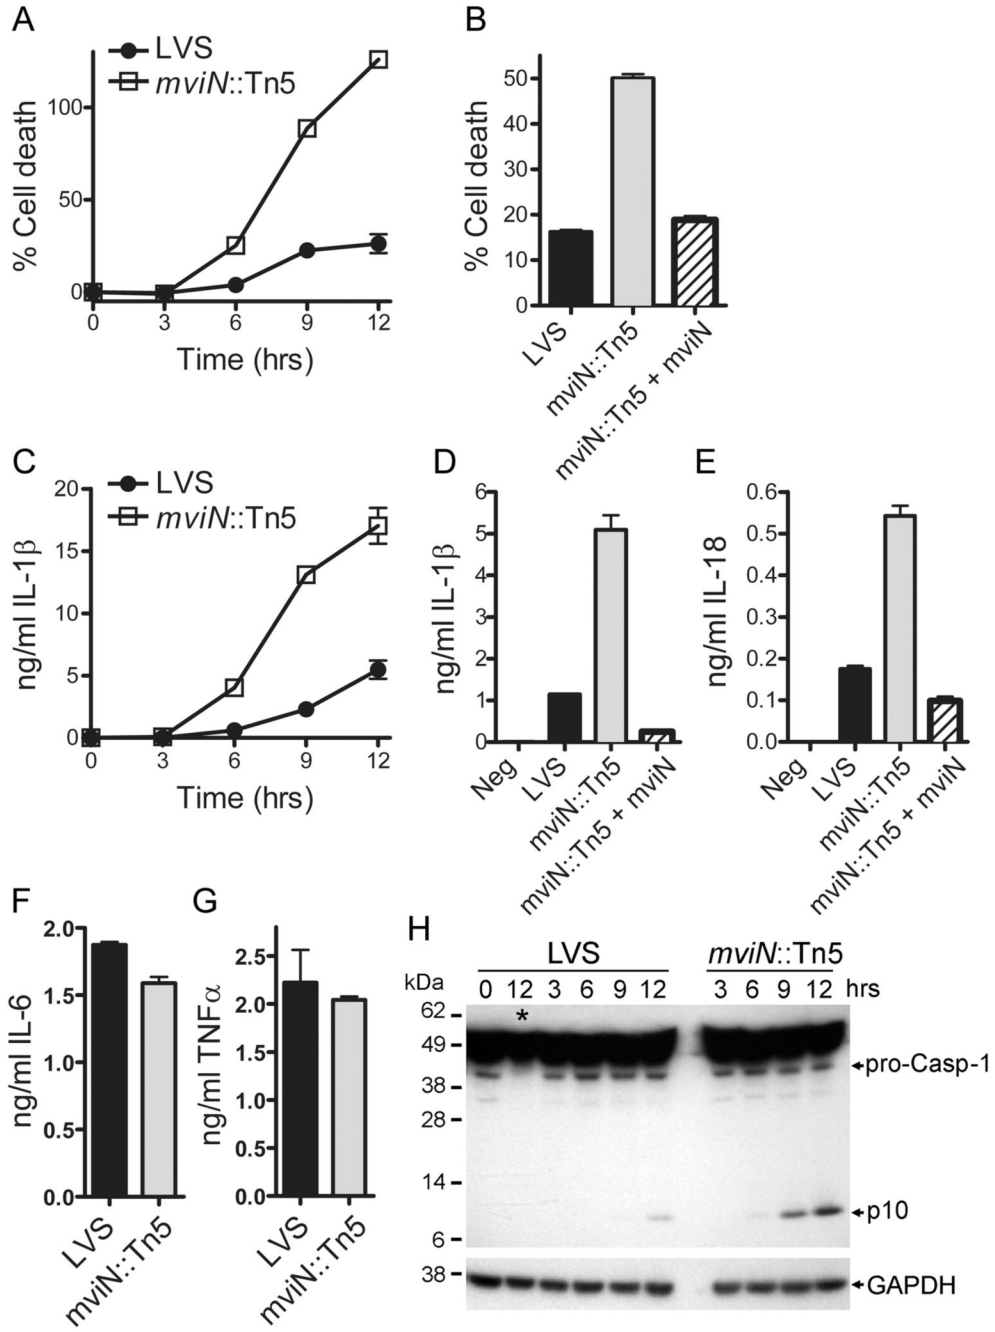 A
LVS
mviN::Tn5
% Cell death
100
50
0
0 3 6 9 12
Time (hrs)
B
% Cell death
50
40
30
20
10
0
LVS
mviN::Tn5
mviN::Tn5 + mviN
C
LVS
mviN::Tn5
ng/ml IL-1β
20
15
10
5
0
0 3 6 9 12
Time (hrs)
D
ng/ml IL-1β
6
5
4
3
2
1
0
Neg
LVS
mviN::Tn5
mviN::Tn5 + mviN
E
ng/ml IL-18
0.6
0.4
0.3
0.2
0.1
0.0
Neg
LVS
mviN::Tn5
mviN::Tn5 + mviN
F
ng/ml IL-6
2.0
1.5
1.0
0.5
0.0
LVS
mviN::Tn5
G
ng/ml TNFα
2.5
2.0
1.5
1.0
0.5
0.0
LVS
mviN::Tn5
H
LVS mviN::Tn5
kDa 0 12 3 6 9 12 3 6 9 12 hrs
62
*
49
pro-Casp-1
38
28
14
p10
6
38
GAPDH